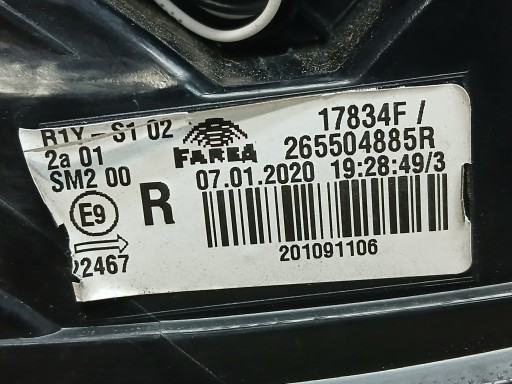 R1Y - S1 02
2a 01
SM2 00
E9
22467
R
FARBA
17834F /
265504885R
07.01.2020 19:28:49/3
201091106